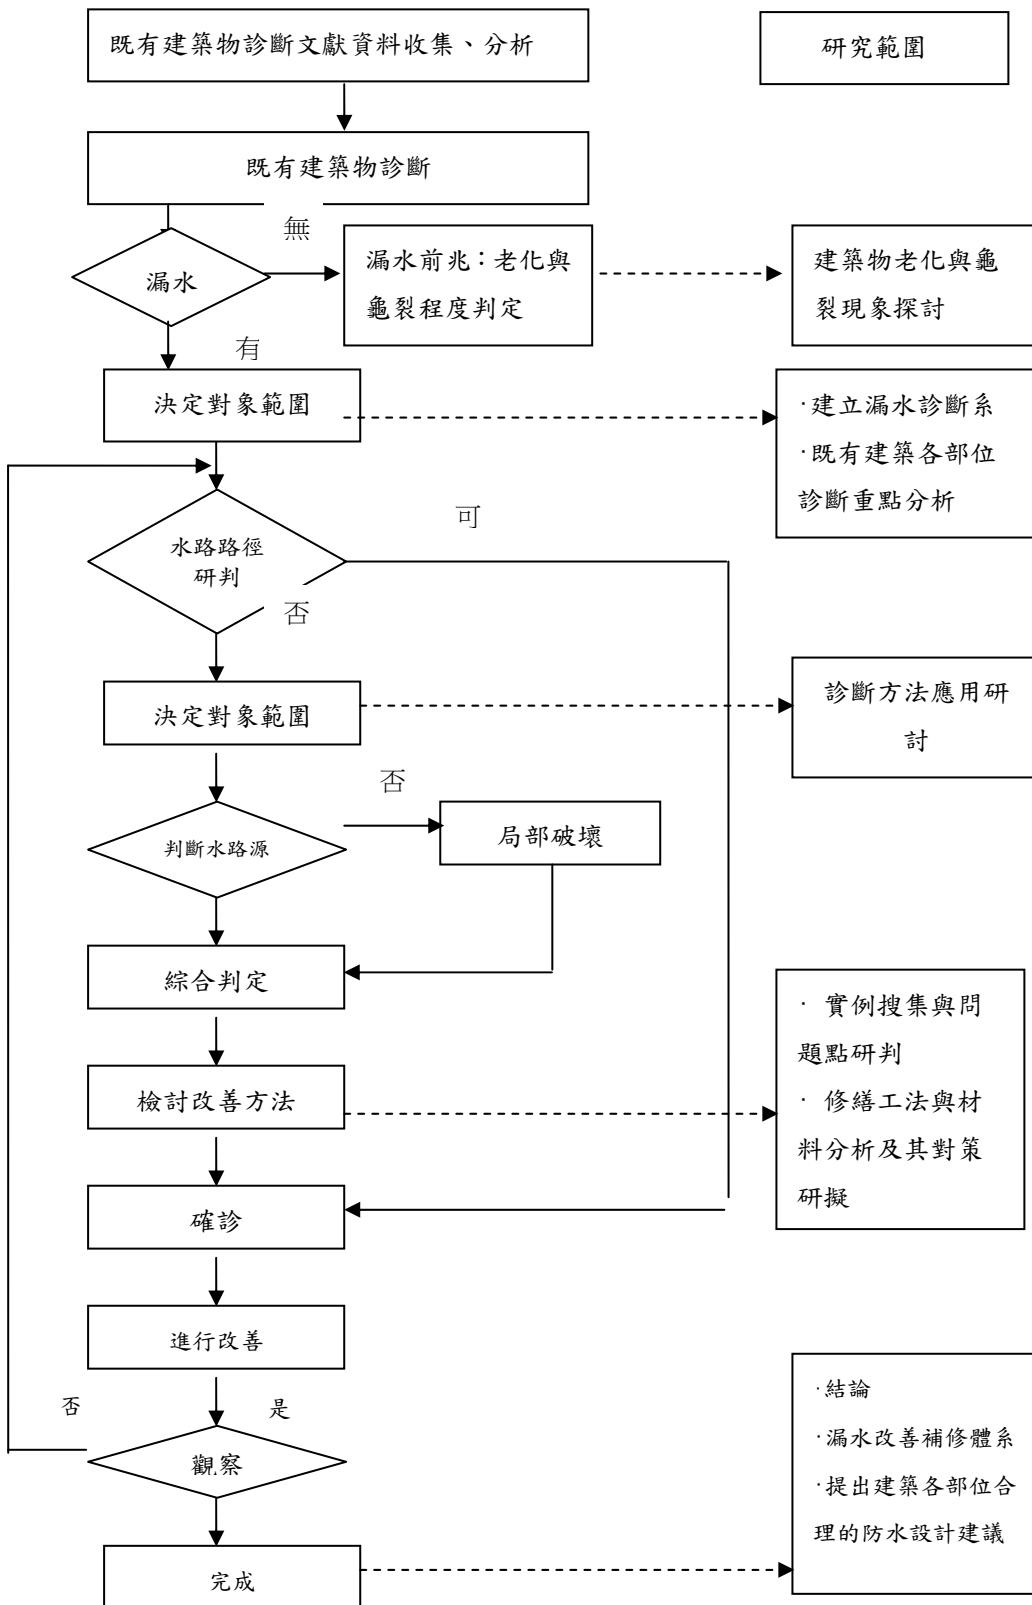 既有建築物診斷文獻資料收集、分析
研究範圍
既有建築物診斷
無
漏水
漏水前兆：老化與
龜裂程度判定
建築物老化與龜
裂現象探討
有
決定對象範圍
·建立漏水診斷系
·既有建築各部位
診斷重點分析
可
水路路徑
研判
否
決定對象範圍
診斷方法應用研
討
否
判斷水路源
局部破壞
綜合判定
· 實例搜集與問
題點研判
· 修繕工法與材
料分析及其對策
研擬
檢討改善方法
確診
進行改善
否
是
觀察
·結論
·漏水改善補修體系
·提出建築各部位合
理的防水設計建議
完成